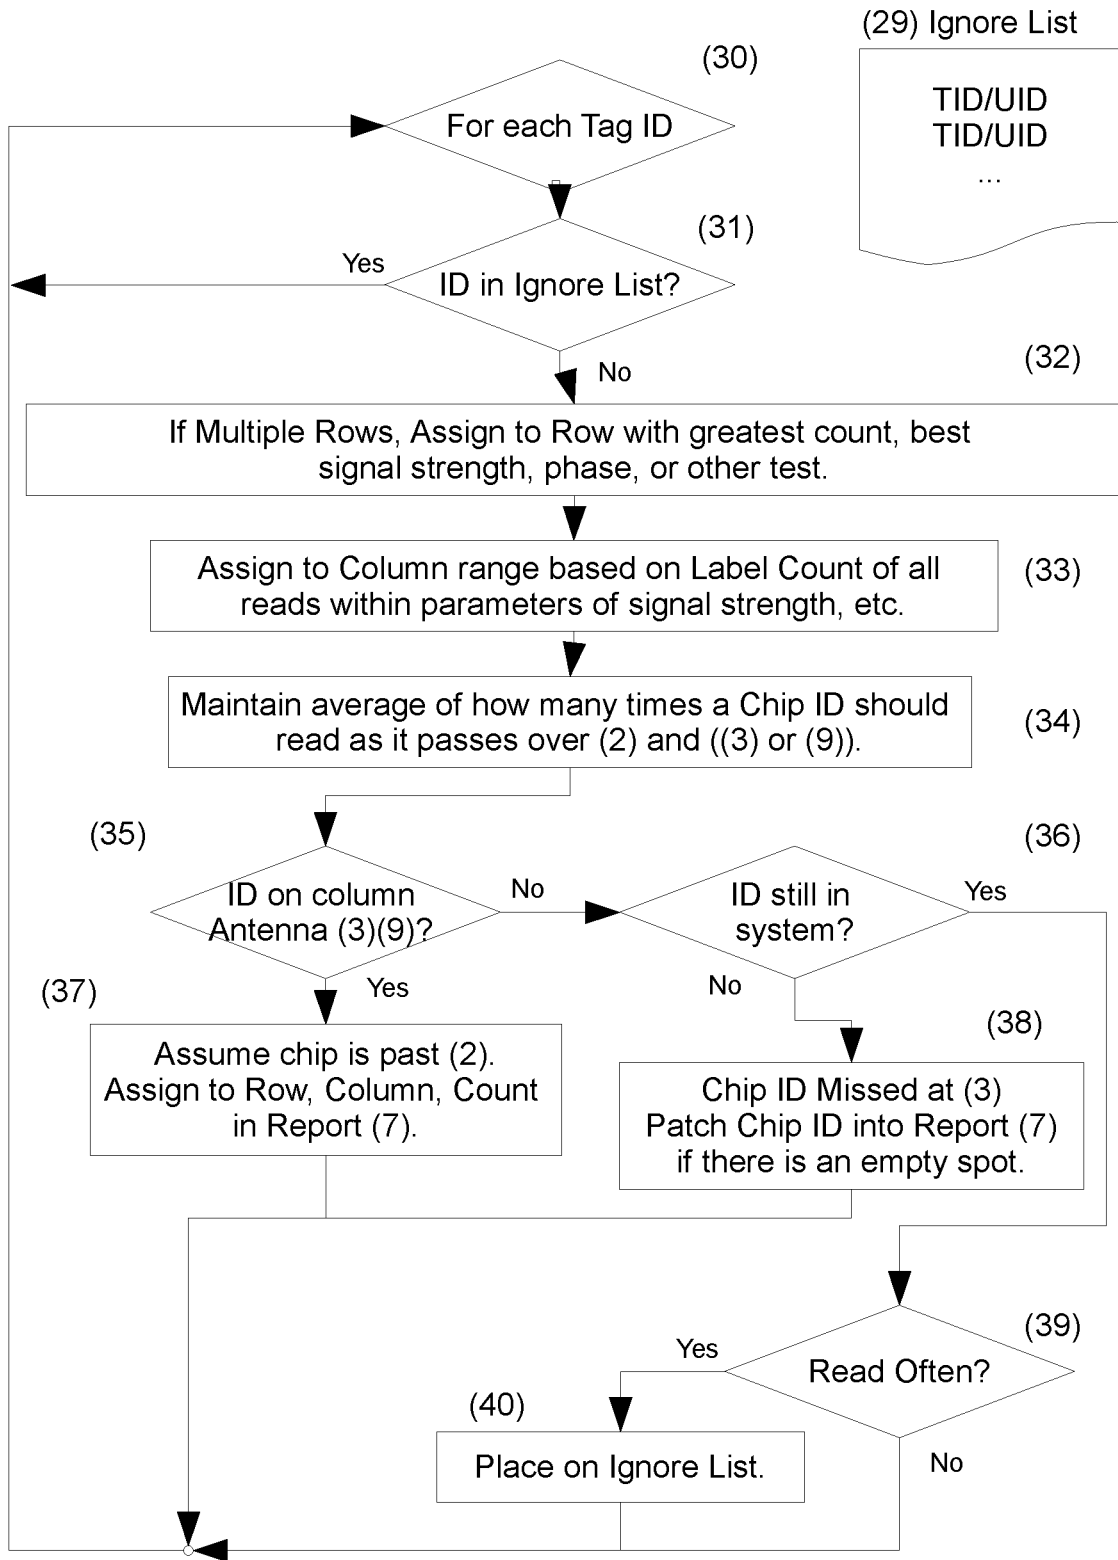 (29) Ignore List
(30)
TID/UID
TID/UID
...
For each Tag ID
(31)
Yes
ID in Ignore List?
No
(32)
If Multiple Rows, Assign to Row with greatest count, best
signal strength, phase, or other test.
Assign to Column range based on Label Count of all
reads within parameters of signal strength, etc.
(33)
Maintain average of how many times a Chip ID should
read as it passes over (2) and ((3) or (9)).
(34)
(35)
(36)
ID on column
Antenna (3)(9)?
No
ID still in
system?
Yes
(37)
Yes
No
Assume chip is past (2).
Assign to Row, Column, Count
in Report (7).
(38)
Chip ID Missed at (3)
Patch Chip ID into Report (7)
if there is an empty spot.
(39)
Yes
Read Often?
(40)
Place on Ignore List.
No